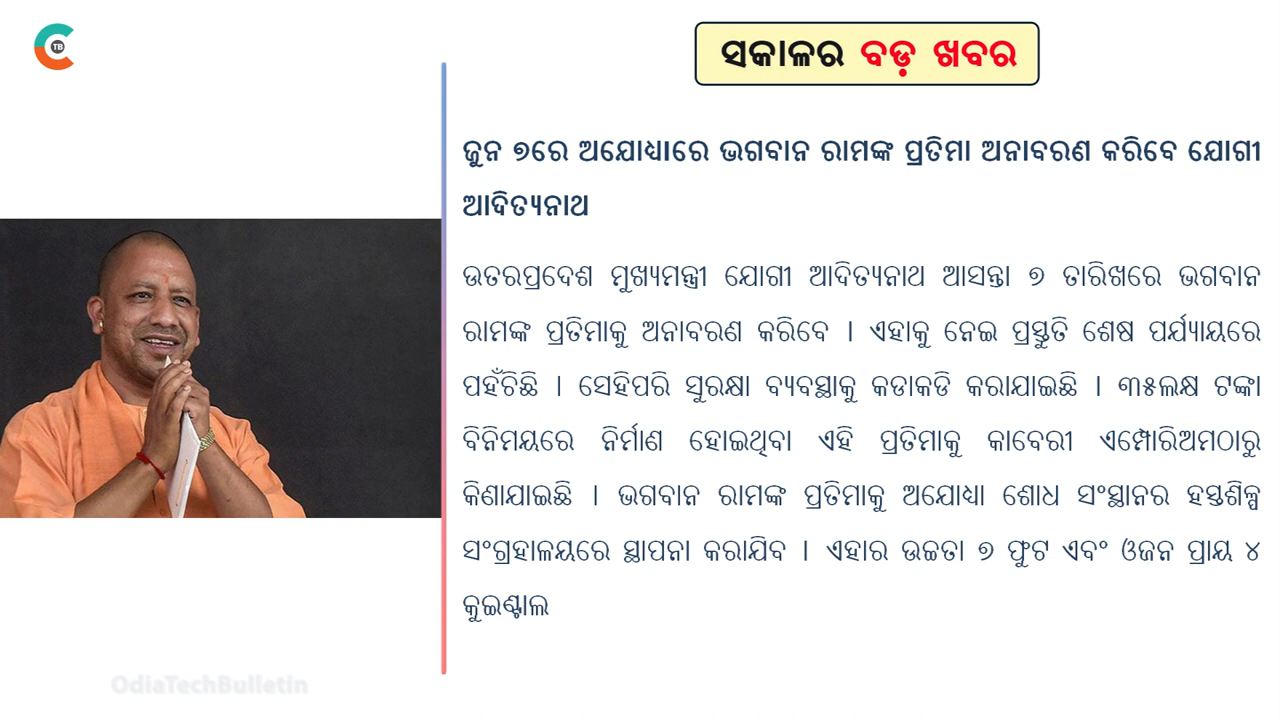 TB
ସକାଳର ବଡ଼ ଖବର
ଜୁନ ୭ରେ ଅଯୋଧ୍ୟାରେ ଭଗବାନ ରାମଙ୍କ ପ୍ରତିମା ଅନାବରଣ କରିବେ ଯୋଗୀ
ଆଦିତ୍ୟନାଥ
ଉତରପ୍ରଦେଶ ମୁଖ୍ୟମନ୍ତ୍ରୀ ଯୋଗୀ ଆଦିତ୍ୟନାଥ ଆସନ୍ତା ୭ ତାରିଖରେ ଭଗବାନ
ରାମଙ୍କ ପ୍ରତିମାକୁ ଅନାବରଣ କରିବେ । ଏହାକୁ ନେଇ ପ୍ରସ୍ତୁତି ଶେଷ ପର୍ଯ୍ୟାୟରେ
ପହଁଚିଛି । ସେହିପରି ସୁରକ୍ଷା ବ୍ୟବସ୍ଥାକୁ କଡାକଡି କରାଯାଇଛି । ୩୫ଲକ୍ଷ ଟଙ୍କା
ବିନିମୟରେ ନିର୍ମାଣ ହୋଇଥିବା ଏହି ପ୍ରତିମାକୁ କାବେରୀ ଏମ୍ପୋରିଅମଠାରୁ
କିଣାଯାଇଛି । ଭଗବାନ ରାମଙ୍କ ପ୍ରତିମାକୁ ଅଯୋଧ୍ୟା ଶୋଧ ସଂସ୍ଥାନର ହସ୍ତଶିଳ୍ପ
ସଂଗ୍ରହାଳୟରେ ସ୍ଥାପନା କରାଯିବ । ଏହାର ଉଚ୍ଚତା ୭ ଫୁଟ ଏବଂ ଓଜନ ପ୍ରାୟ ୪
କୁଇଣ୍ଟାଲ
OdiaTechBulletin